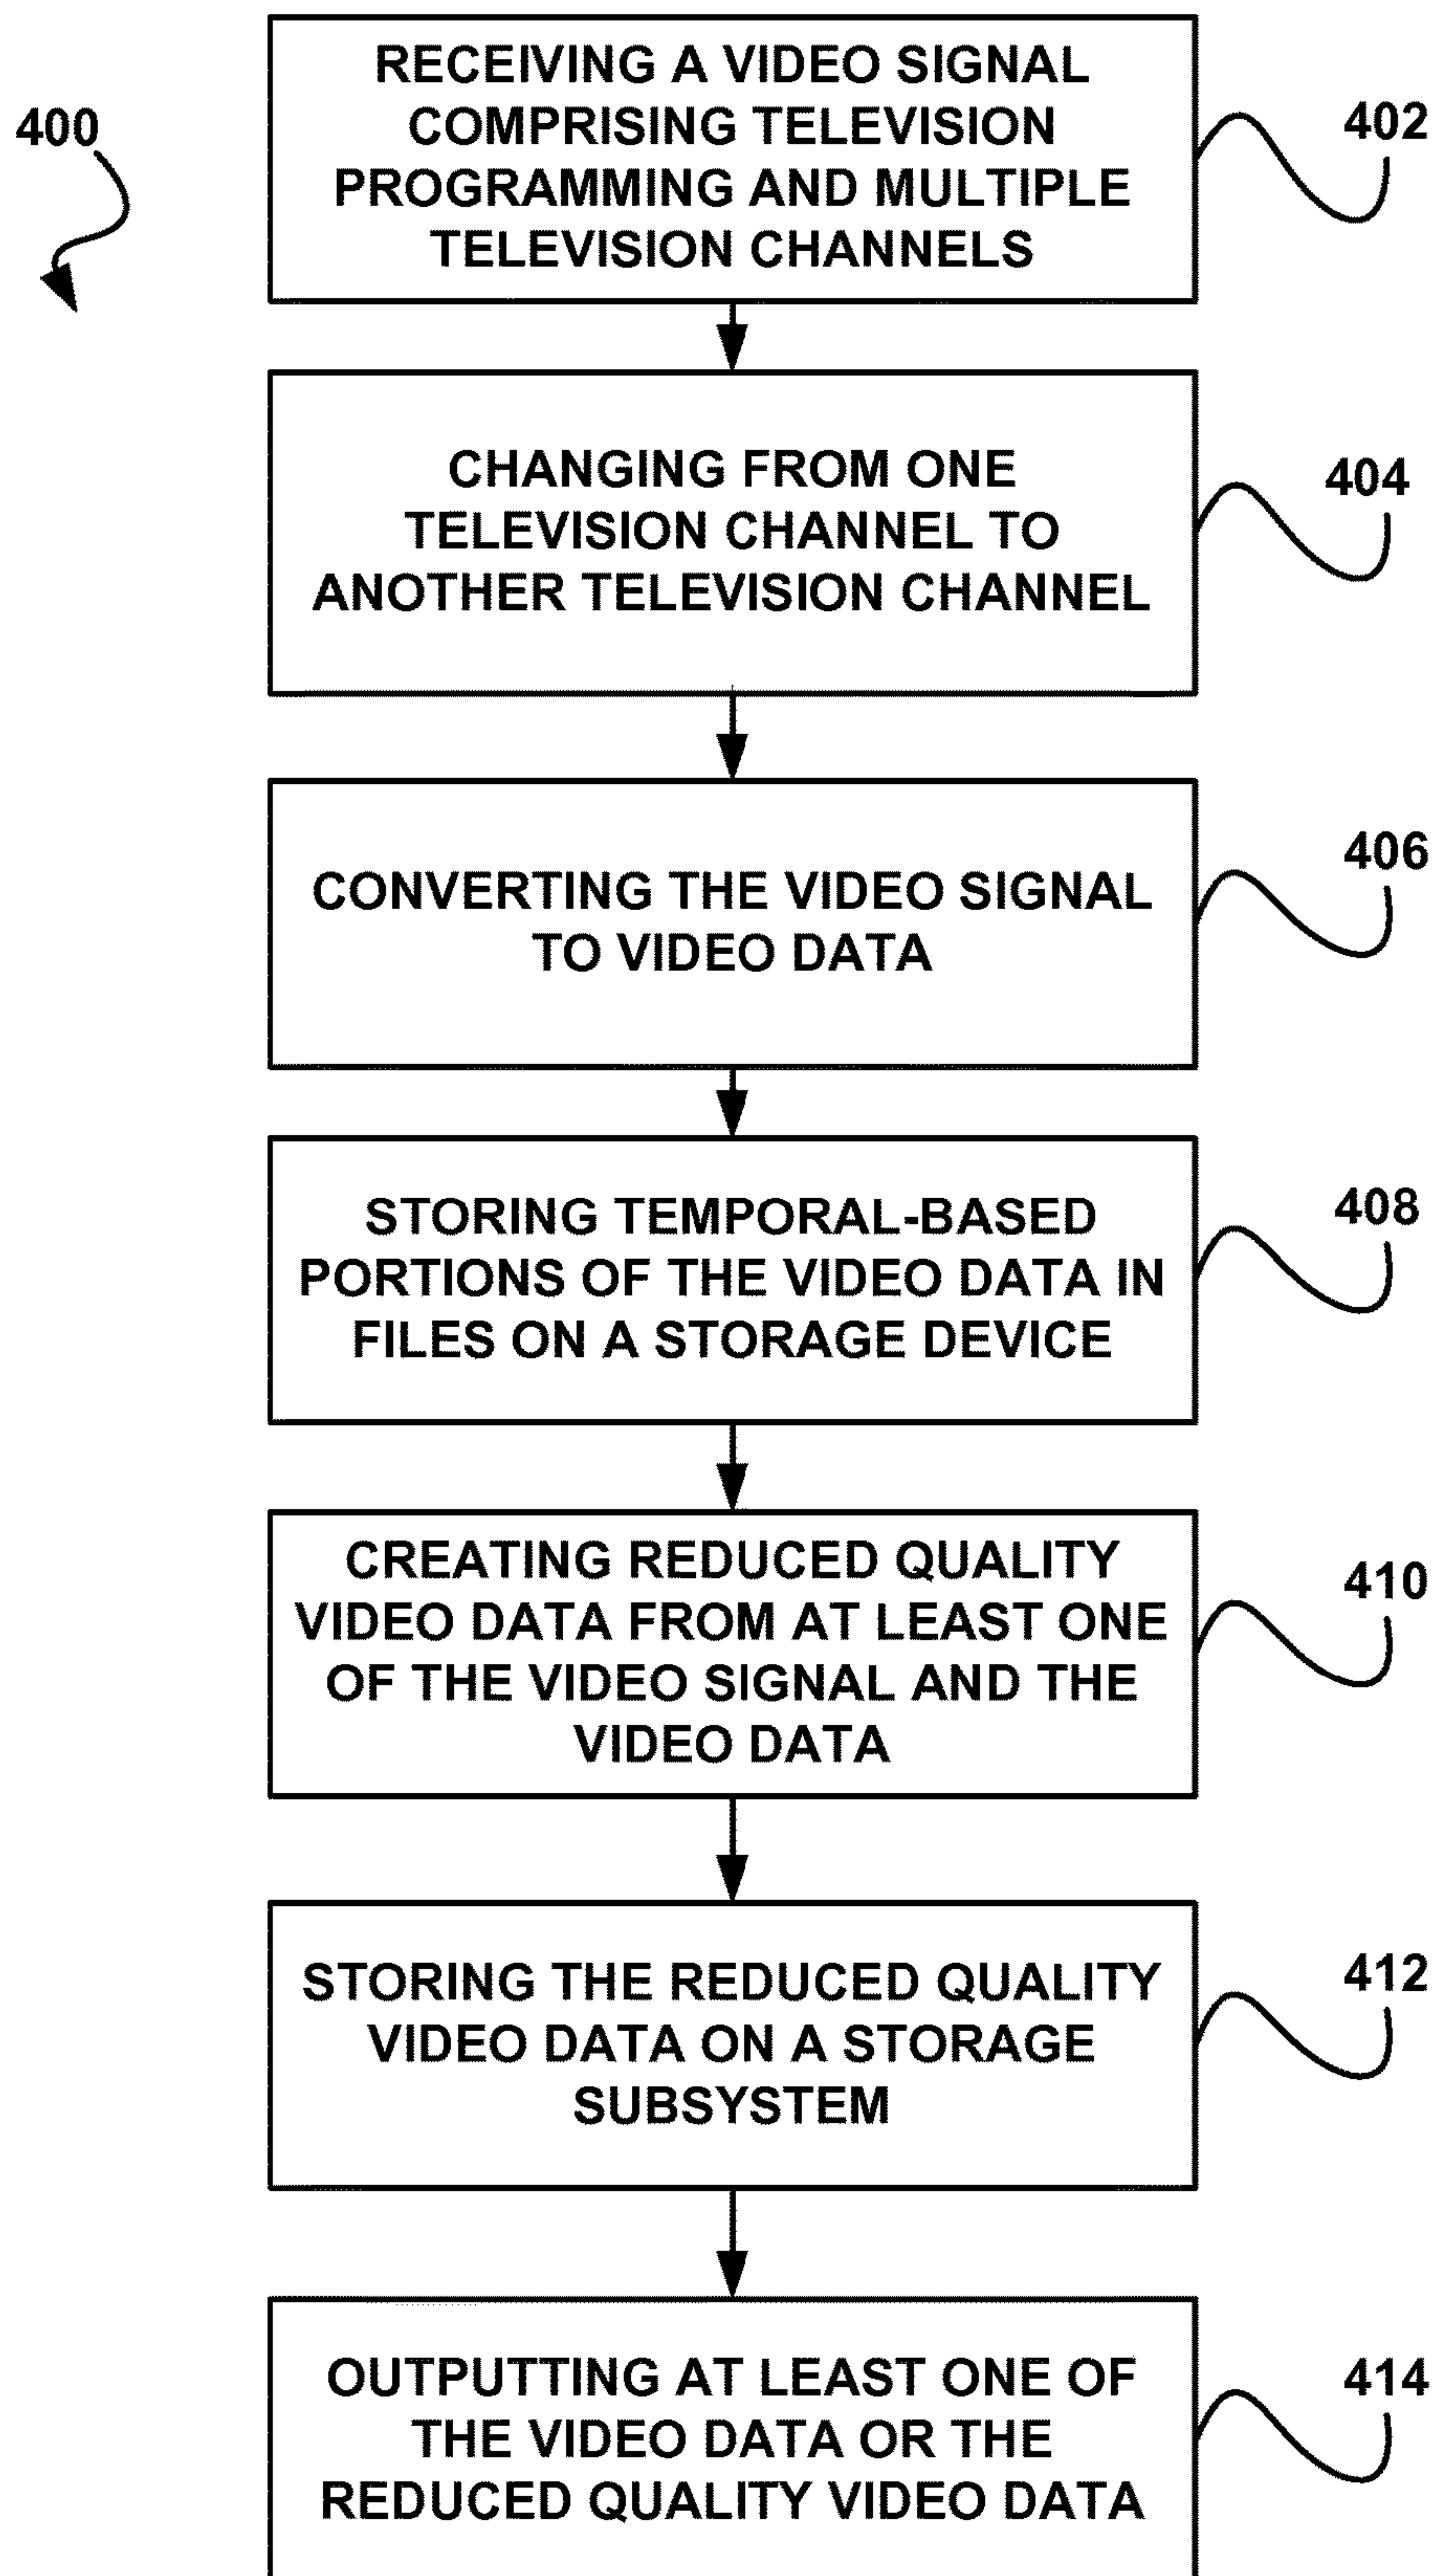 400
RECEIVING A VIDEO SIGNAL
COMPRISING TELEVISION
PROGRAMMING AND MULTIPLE
TELEVISION CHANNELS
402
CHANGING FROM ONE
TELEVISION CHANNEL TO
ANOTHER TELEVISION CHANNEL
404
CONVERTING THE VIDEO SIGNAL
TO VIDEO DATA
406
STORING TEMPORAL-BASED
PORTIONS OF THE VIDEO DATA IN
FILES ON A STORAGE DEVICE
408
CREATING REDUCED QUALITY
VIDEO DATA FROM AT LEAST ONE
OF THE VIDEO SIGNAL AND THE
VIDEO DATA
410
STORING THE REDUCED QUALITY
VIDEO DATA ON A STORAGE
SUBSYSTEM
412
OUTPUTTING AT LEAST ONE OF
THE VIDEO DATA OR THE
REDUCED QUALITY VIDEO DATA
414